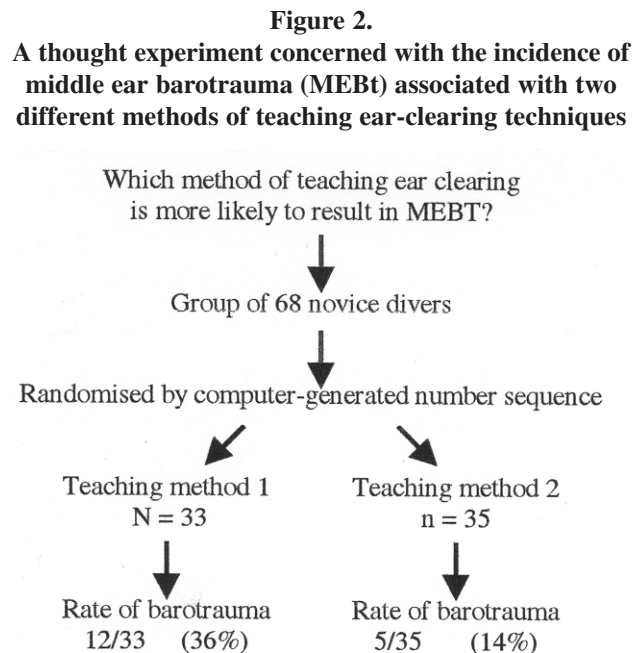 Figure 2.
A thought experiment concerned with the incidence of
middle ear barotrauma (MEBt) associated with two
different methods of teaching ear-clearing techniques
Which method of teaching ear clearing
is more likely to result in MEBT?
Group of 68 novice divers
Randomised by computer-generated number sequence
Teaching method 1
N = 33
Teaching method 2
n = 35
Rate of barotrauma
12/33 (36%)
Rate of barotrauma
5/35 (14%)